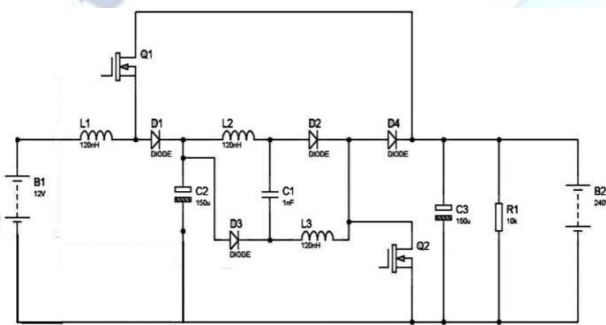 Q1
L1
120nH
D1
DIODE
L2
120nH
D2
DIODE
D4
DIODE
B1
12V
C2
150u
C1
1nF
D3
DIODE
L3
120nH
Q2
C3
150u
R1
10k
B2
240